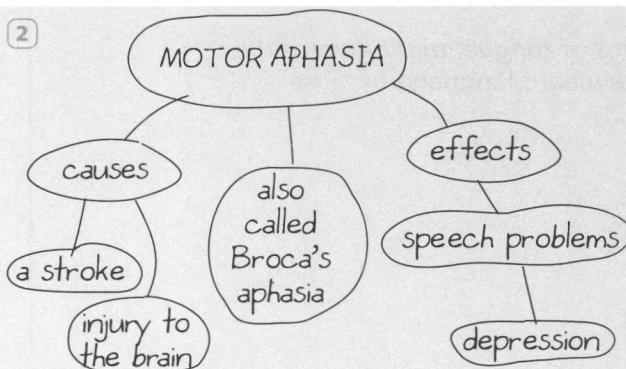 2
MOTOR APHASIA
causes
effects
also
called
Broca's
aphasia
a stroke
injury to
the brain
speech problems
depression